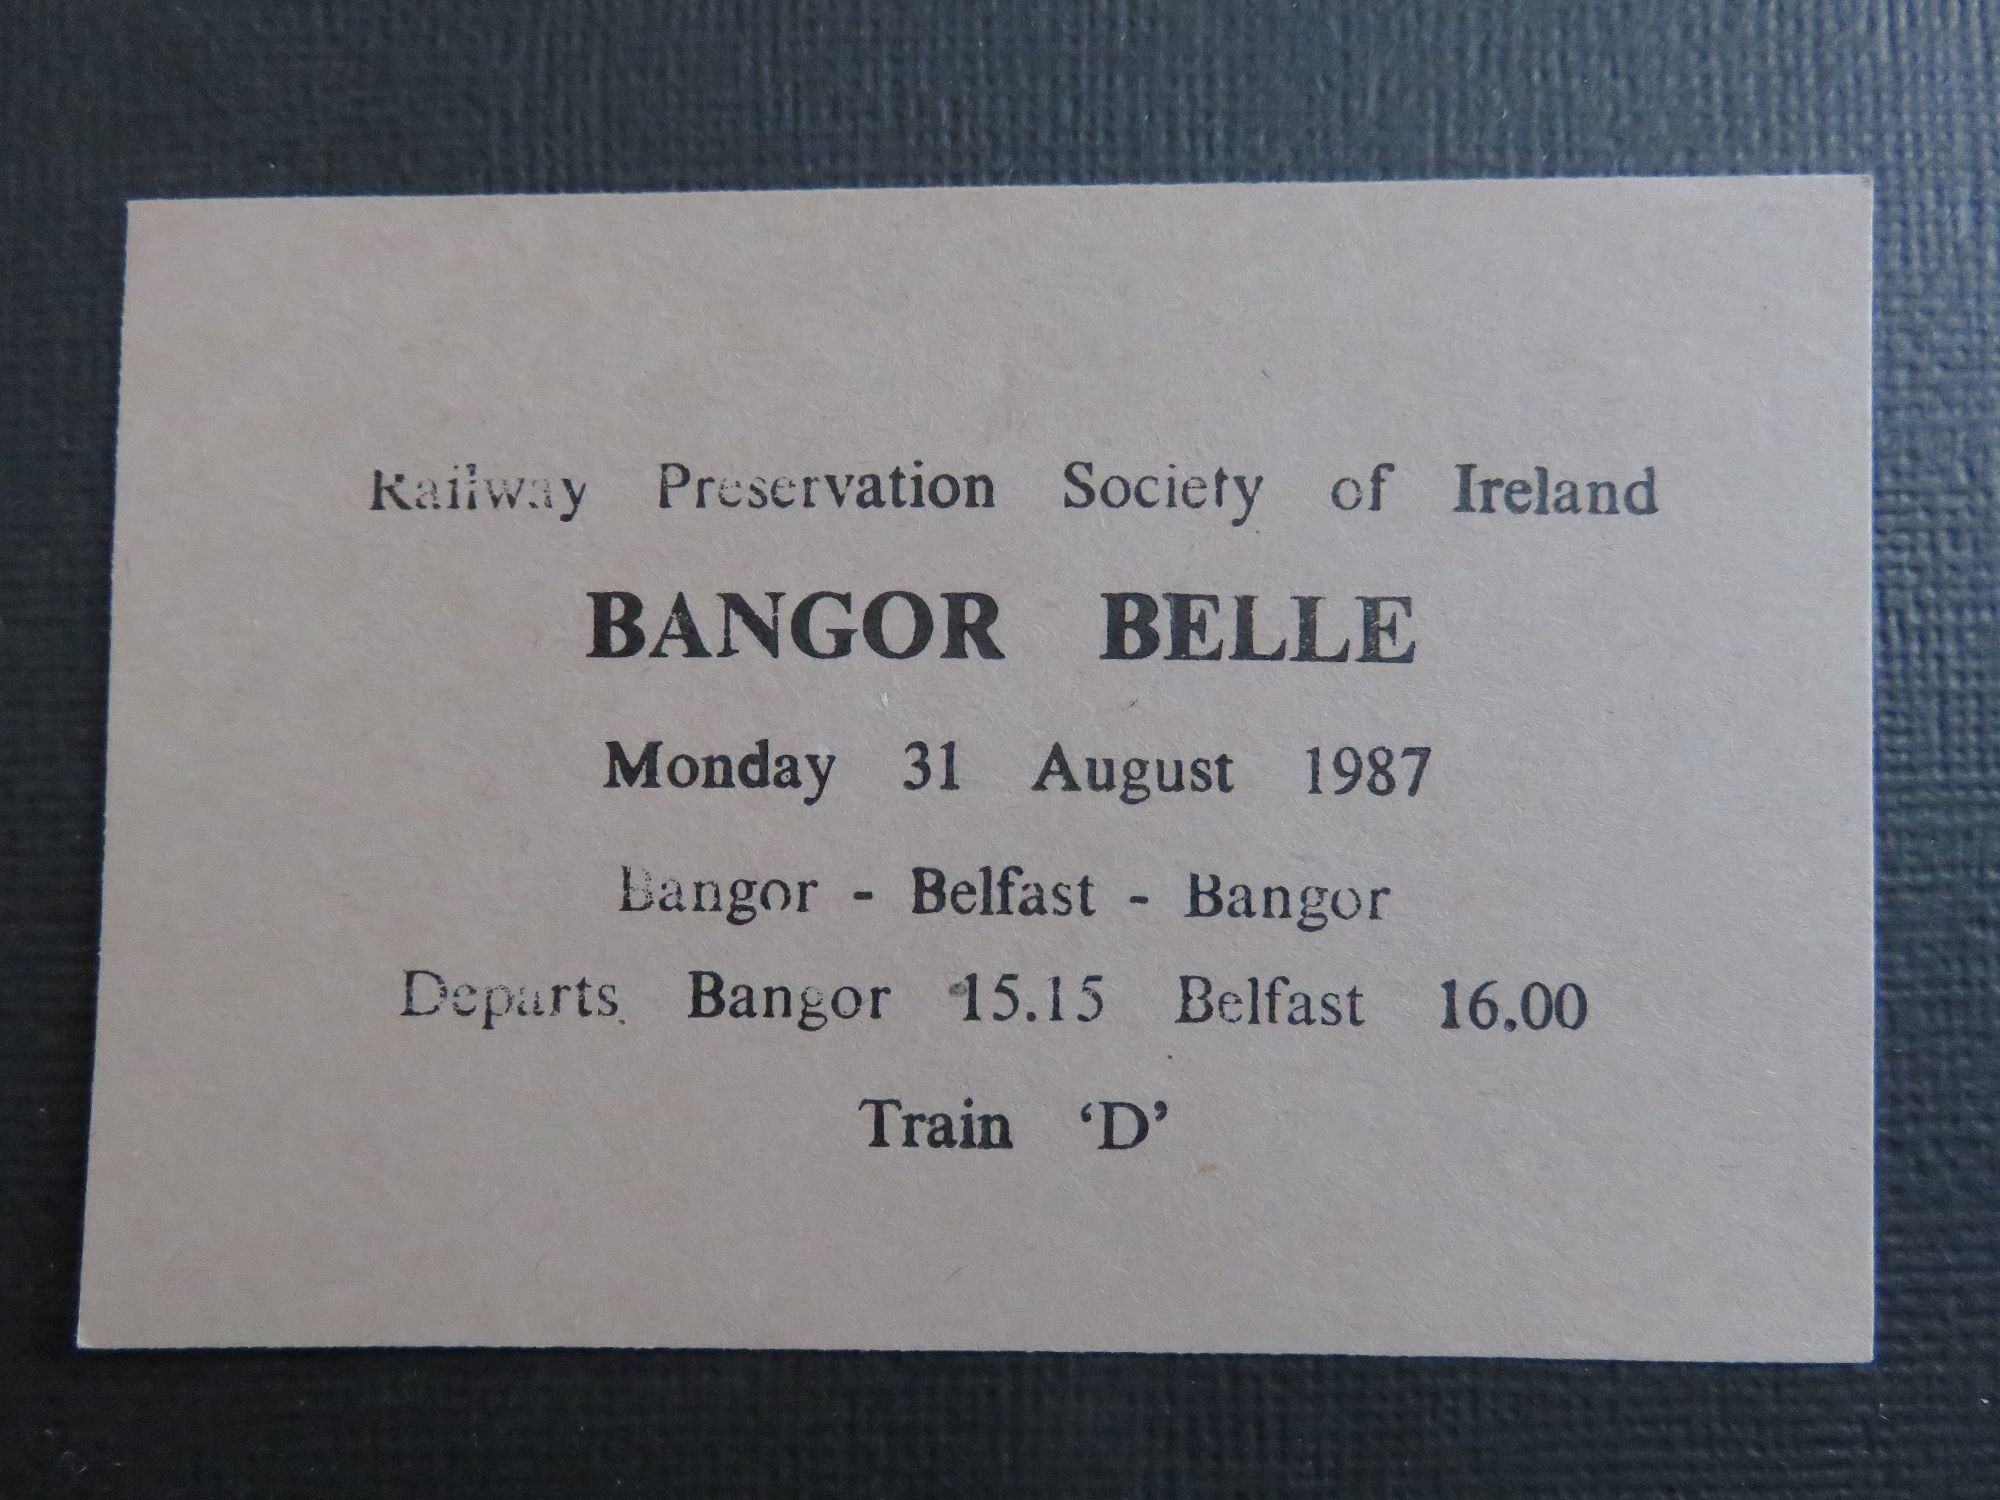 Railway Preservation Society of Ireland
BANGOR BELLE
Monday 31 August 1987
Bangor - Belfast - Bangor
Departs Bangor 15.15 Belfast 16.00
Train ‘D’